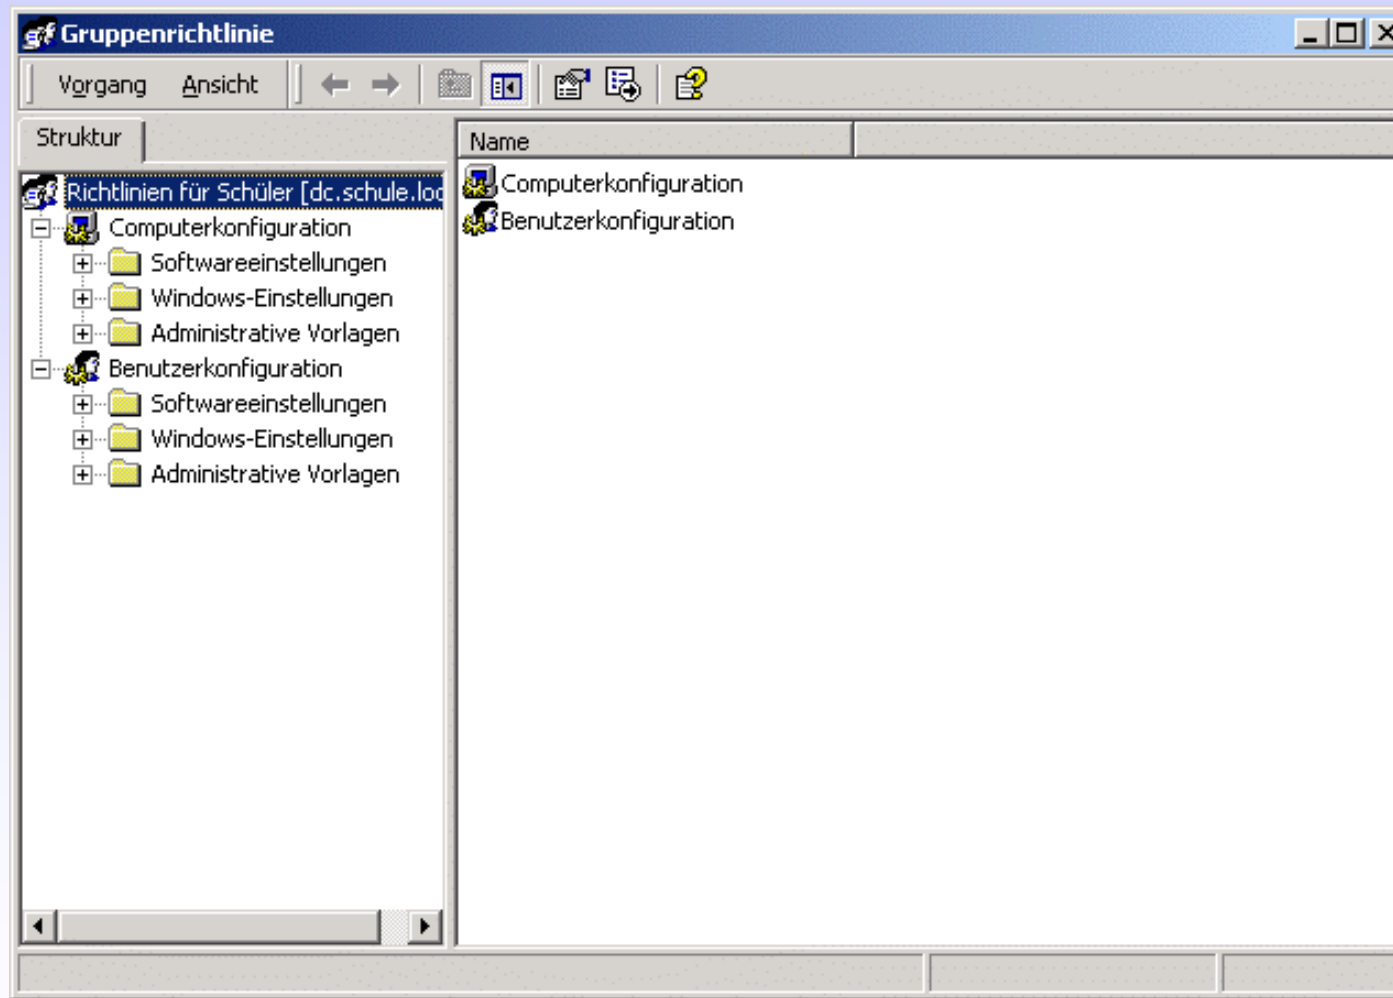 Gruppenrichtlinie
Vorgang Ansicht
Struktur
Richtlinien für Schüler [dc.schule.loc
Computerkonfiguration
Softwareeinstellungen
Windows-Einstellungen
Administrative Vorlagen
Benutzerkonfiguration
Softwareeinstellungen
Windows-Einstellungen
Administrative Vorlagen
Name
Computerkonfiguration
Benutzerkonfiguration